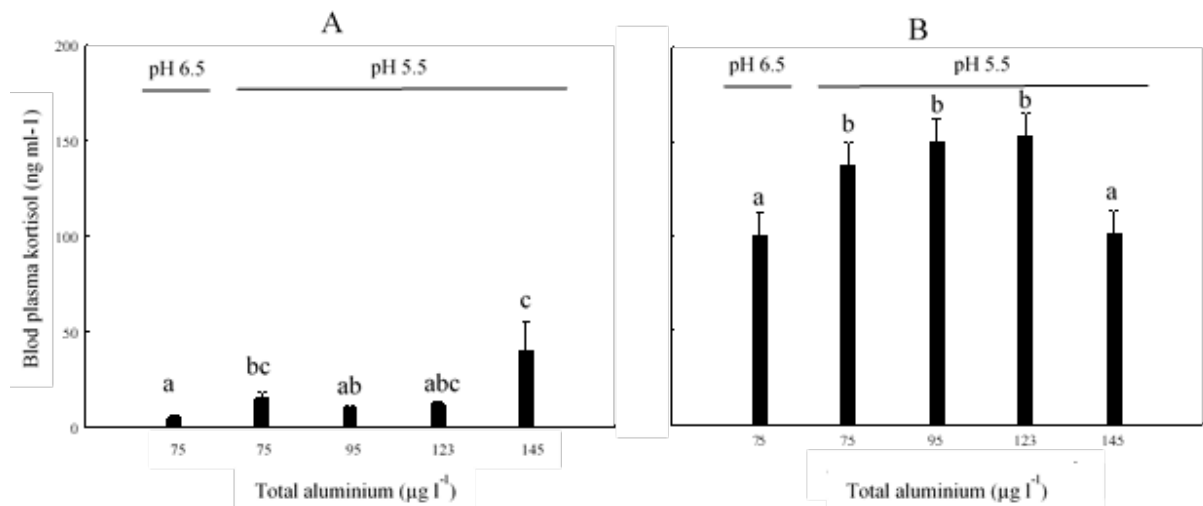 A
B
200
150
100
50
0
Blod plasma kortisol (ng ml-1)
pH 6.5
pH 5.5
a
bc
ab
abc
c
75
75
95
123
145
Total aluminium (µg l-1)
pH 6.5
pH 5.5
a
b
b
b
a
75
75
95
123
145
Total aluminium (µg l-1)